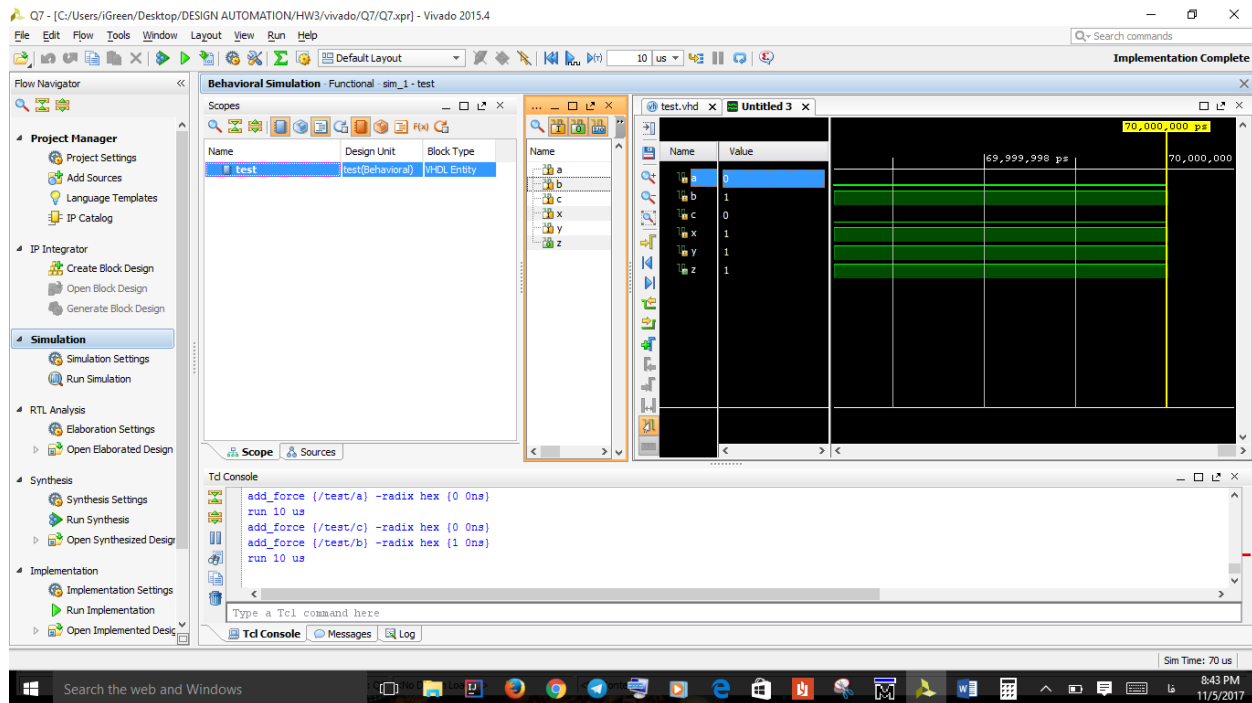 Q7 - [C:/Users/iGreen/Desktop/DESIGN AUTOMATION/HW3/vivado/Q7/Q7.xpr] - Vivado 2015.4
File Edit Flow Tools Window Layout View Run Help
Q- Search commands
Default Layout
10 us
Implementation Complete
Flow Navigator
Project Manager
Project Settings
Add Sources
Language Templates
IP Catalog
IP Integrator
Create Block Design
Open Block Design
Generate Block Design
Simulation
Simulation Settings
Run Simulation
RTL Analysis
Elaboration Settings
Open Elaborated Design
Synthesis
Synthesis Settings
Run Synthesis
Open Synthesized Design
Implementation
Implementation Settings
Run Implementation
Open Implemented Desig
Behavioral Simulation - Functional - sim_1 - test
Scopes
F(x)
Name Design Unit Block Type
test test(Behavioral) VHDL Entity
Scope Sources
...
Name
a
b
c
x
y
z
test.vhd Untitled 3
70,000,000 ps
Name Value
69,999,998 ps 70,000,000
a 0
b 1
c 0
x 1
y 1
z 1
Tcl Console
add_force {/test/a} -radix hex {0 0ns}
run 10 us
add_force {/test/c} -radix hex {0 0ns}
add_force {/test/b} -radix hex {1 0ns}
run 10 us
Type a Tcl command here
Tcl Console Messages Log
Sim Time: 70 us
Search the web and Windows
فا
8:43 PM
11/5/2017